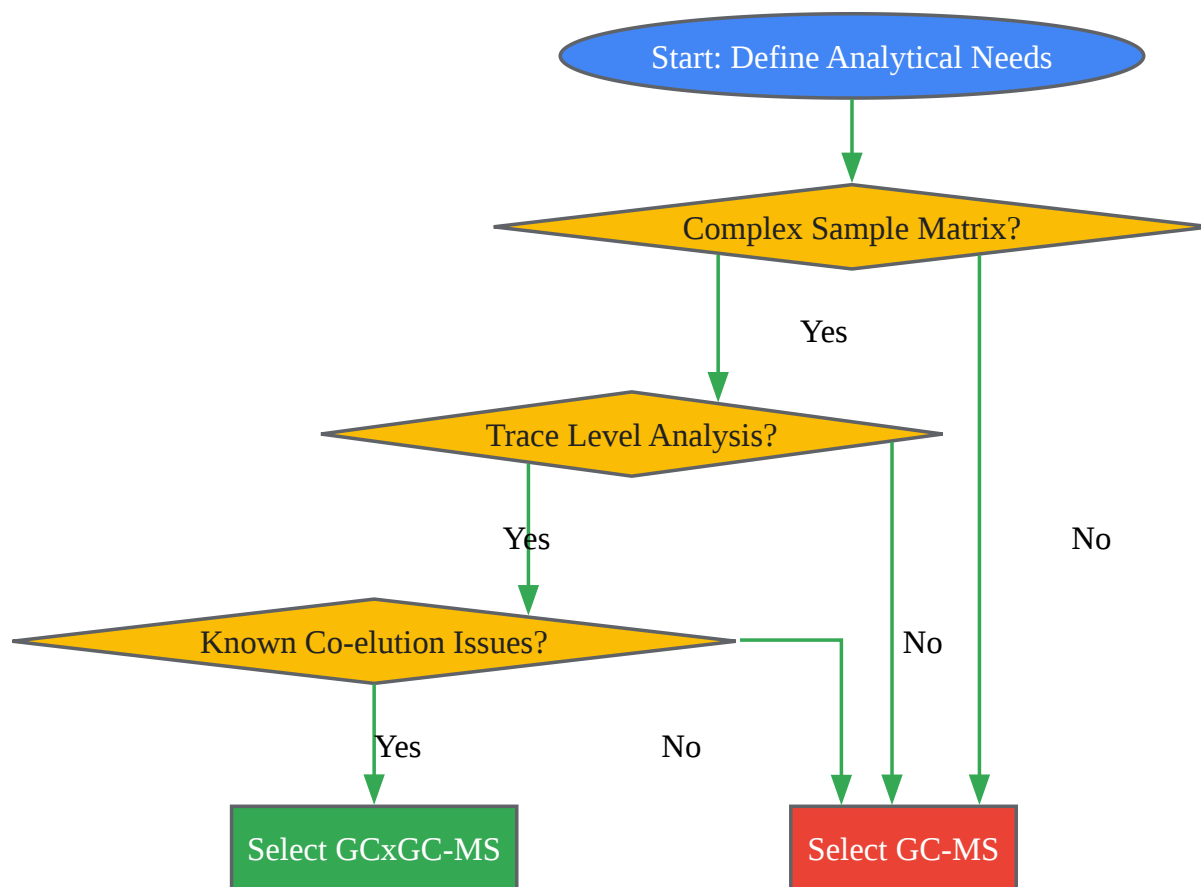 Start: Define Analytical Needs
Complex Sample Matrix?
Yes
Trace Level Analysis?
Yes
No
Known Co-elution Issues?
No
Yes
No
Select GCxGC-MS
Select GC-MS